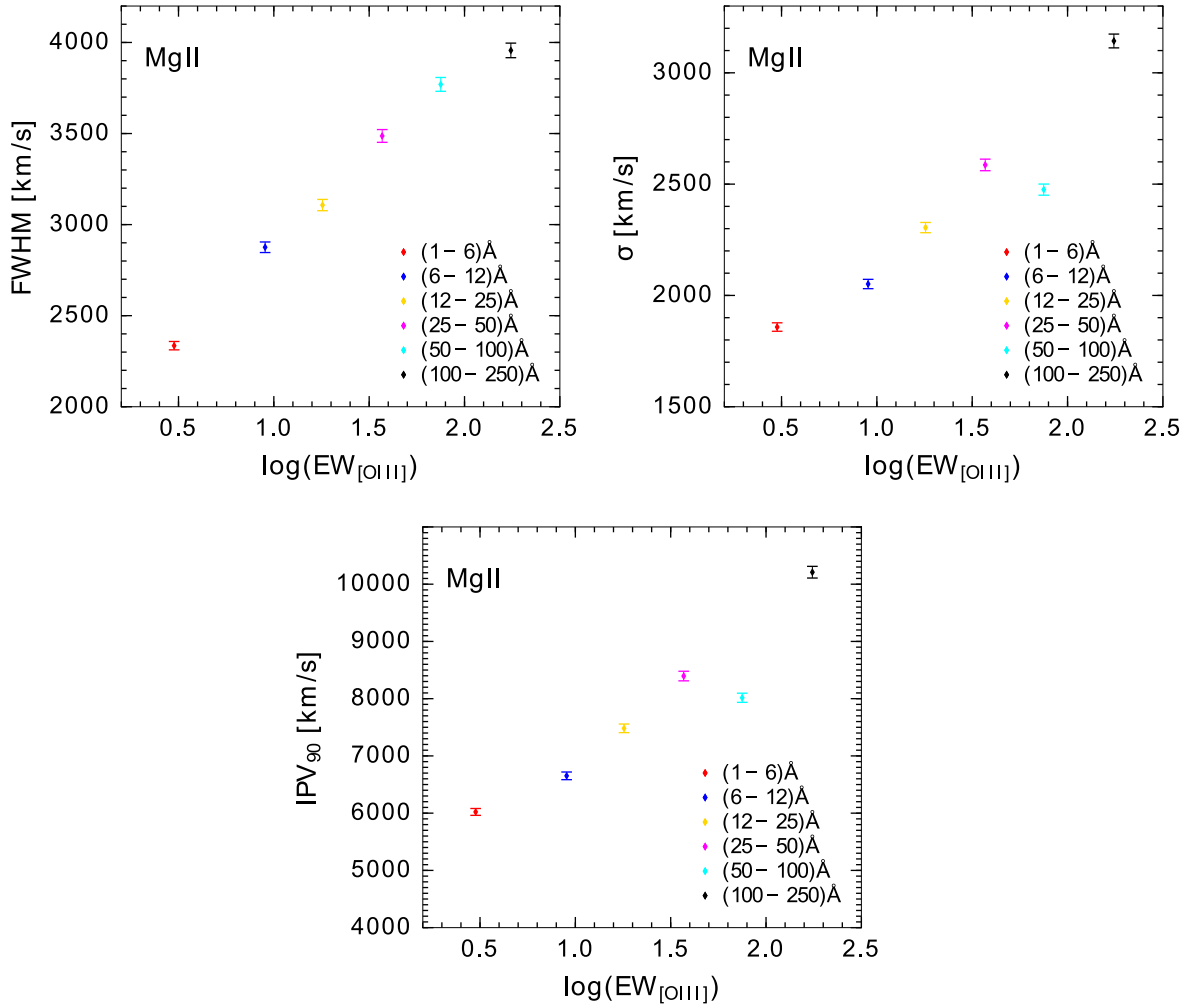 MgII
FWHM [km/s]
4000
3500
3000
2500
2000
(1 − 6)Å
(6 − 12)Å
(12 − 25)Å
(25 − 50)Å
(50 − 100)Å
(100 − 250)Å
0.5 1.0 1.5 2.0 2.5
log(EW[OIII])
MgII
σ [km/s]
3000
2500
2000
1500
(1 − 6)Å
(6 − 12)Å
(12 − 25)Å
(25 − 50)Å
(50 − 100)Å
(100 − 250)Å
0.5 1.0 1.5 2.0 2.5
log(EW[OIII])
MgII
IPV90 [km/s]
10000
9000
8000
7000
6000
5000
4000
(1 − 6)Å
(6 − 12)Å
(12 − 25)Å
(25 − 50)Å
(50 − 100)Å
(100 − 250)Å
0.5 1.0 1.5 2.0 2.5
log(EW[OIII])